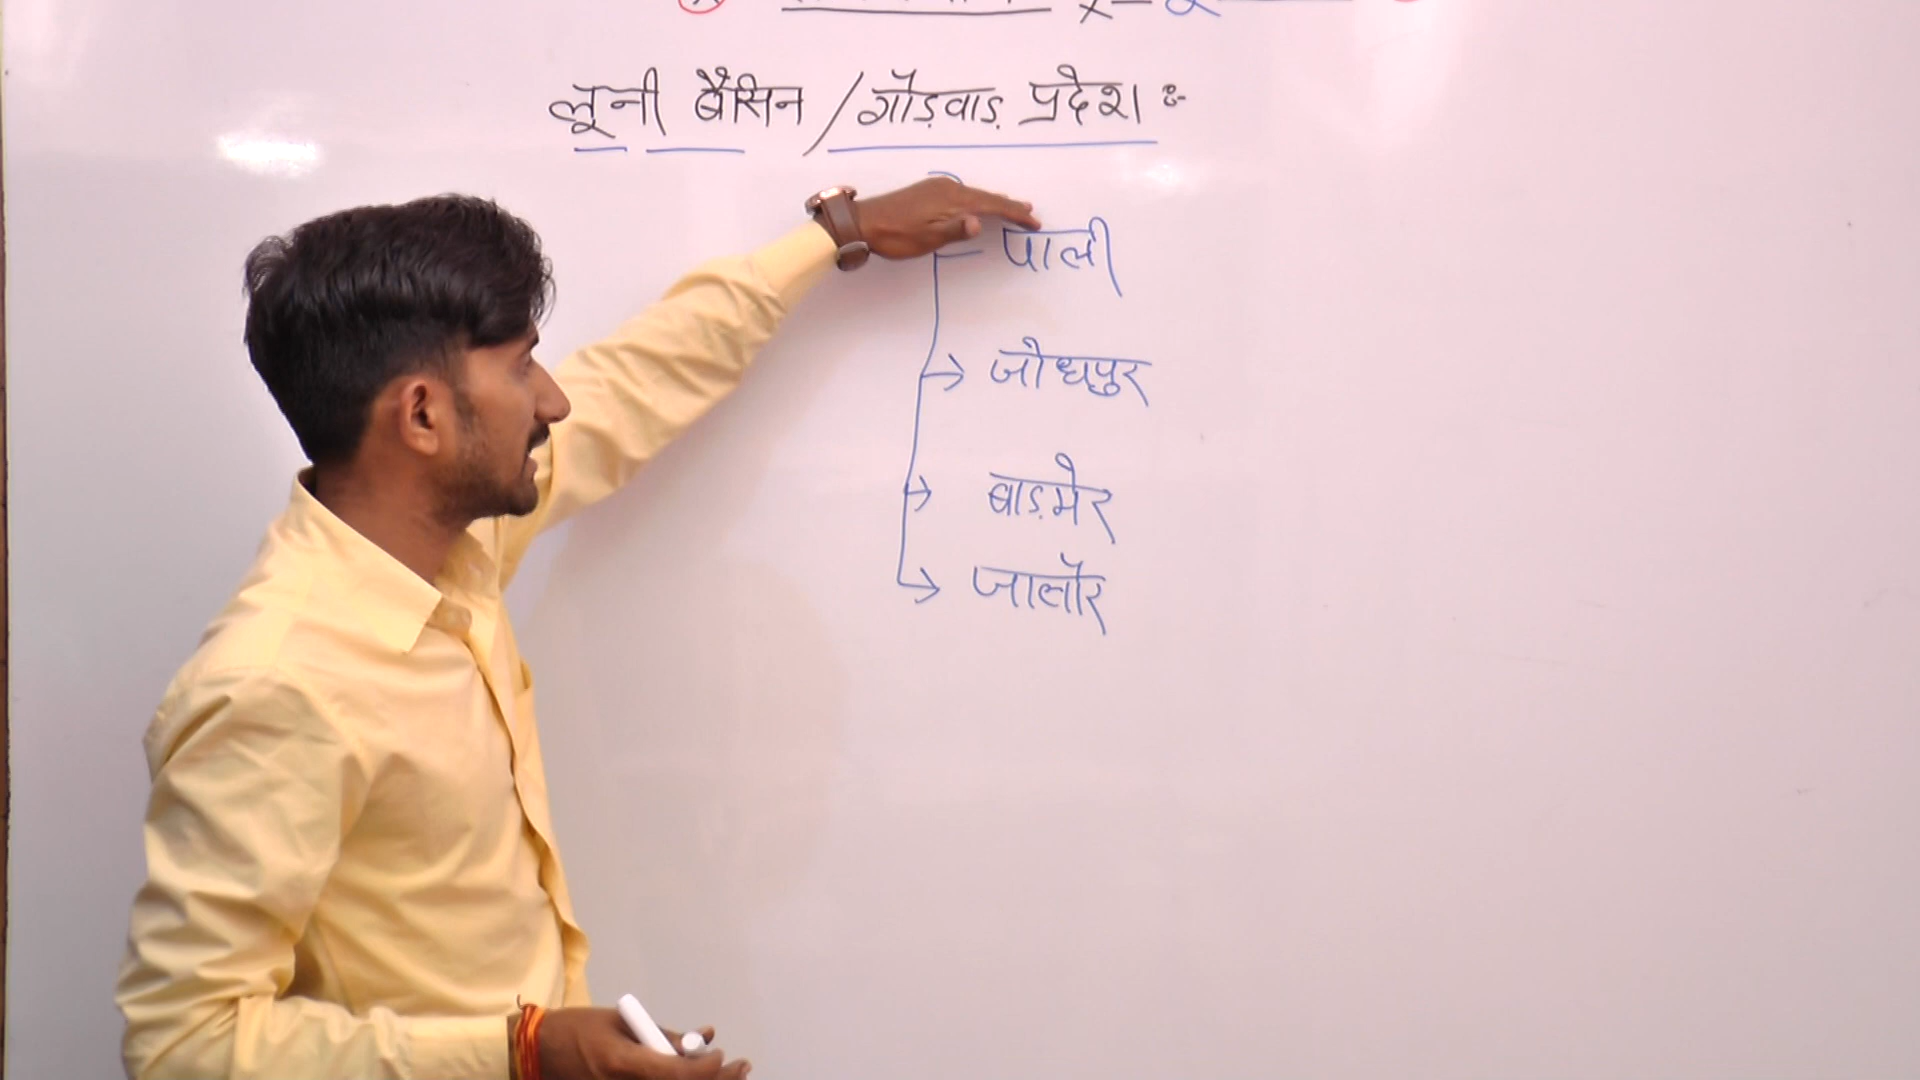 लूनी बैसिन / गोड़वाड़ प्रदेश :-
पाली
→ जोधपुर
→ बाड़मेर
→ जालौर